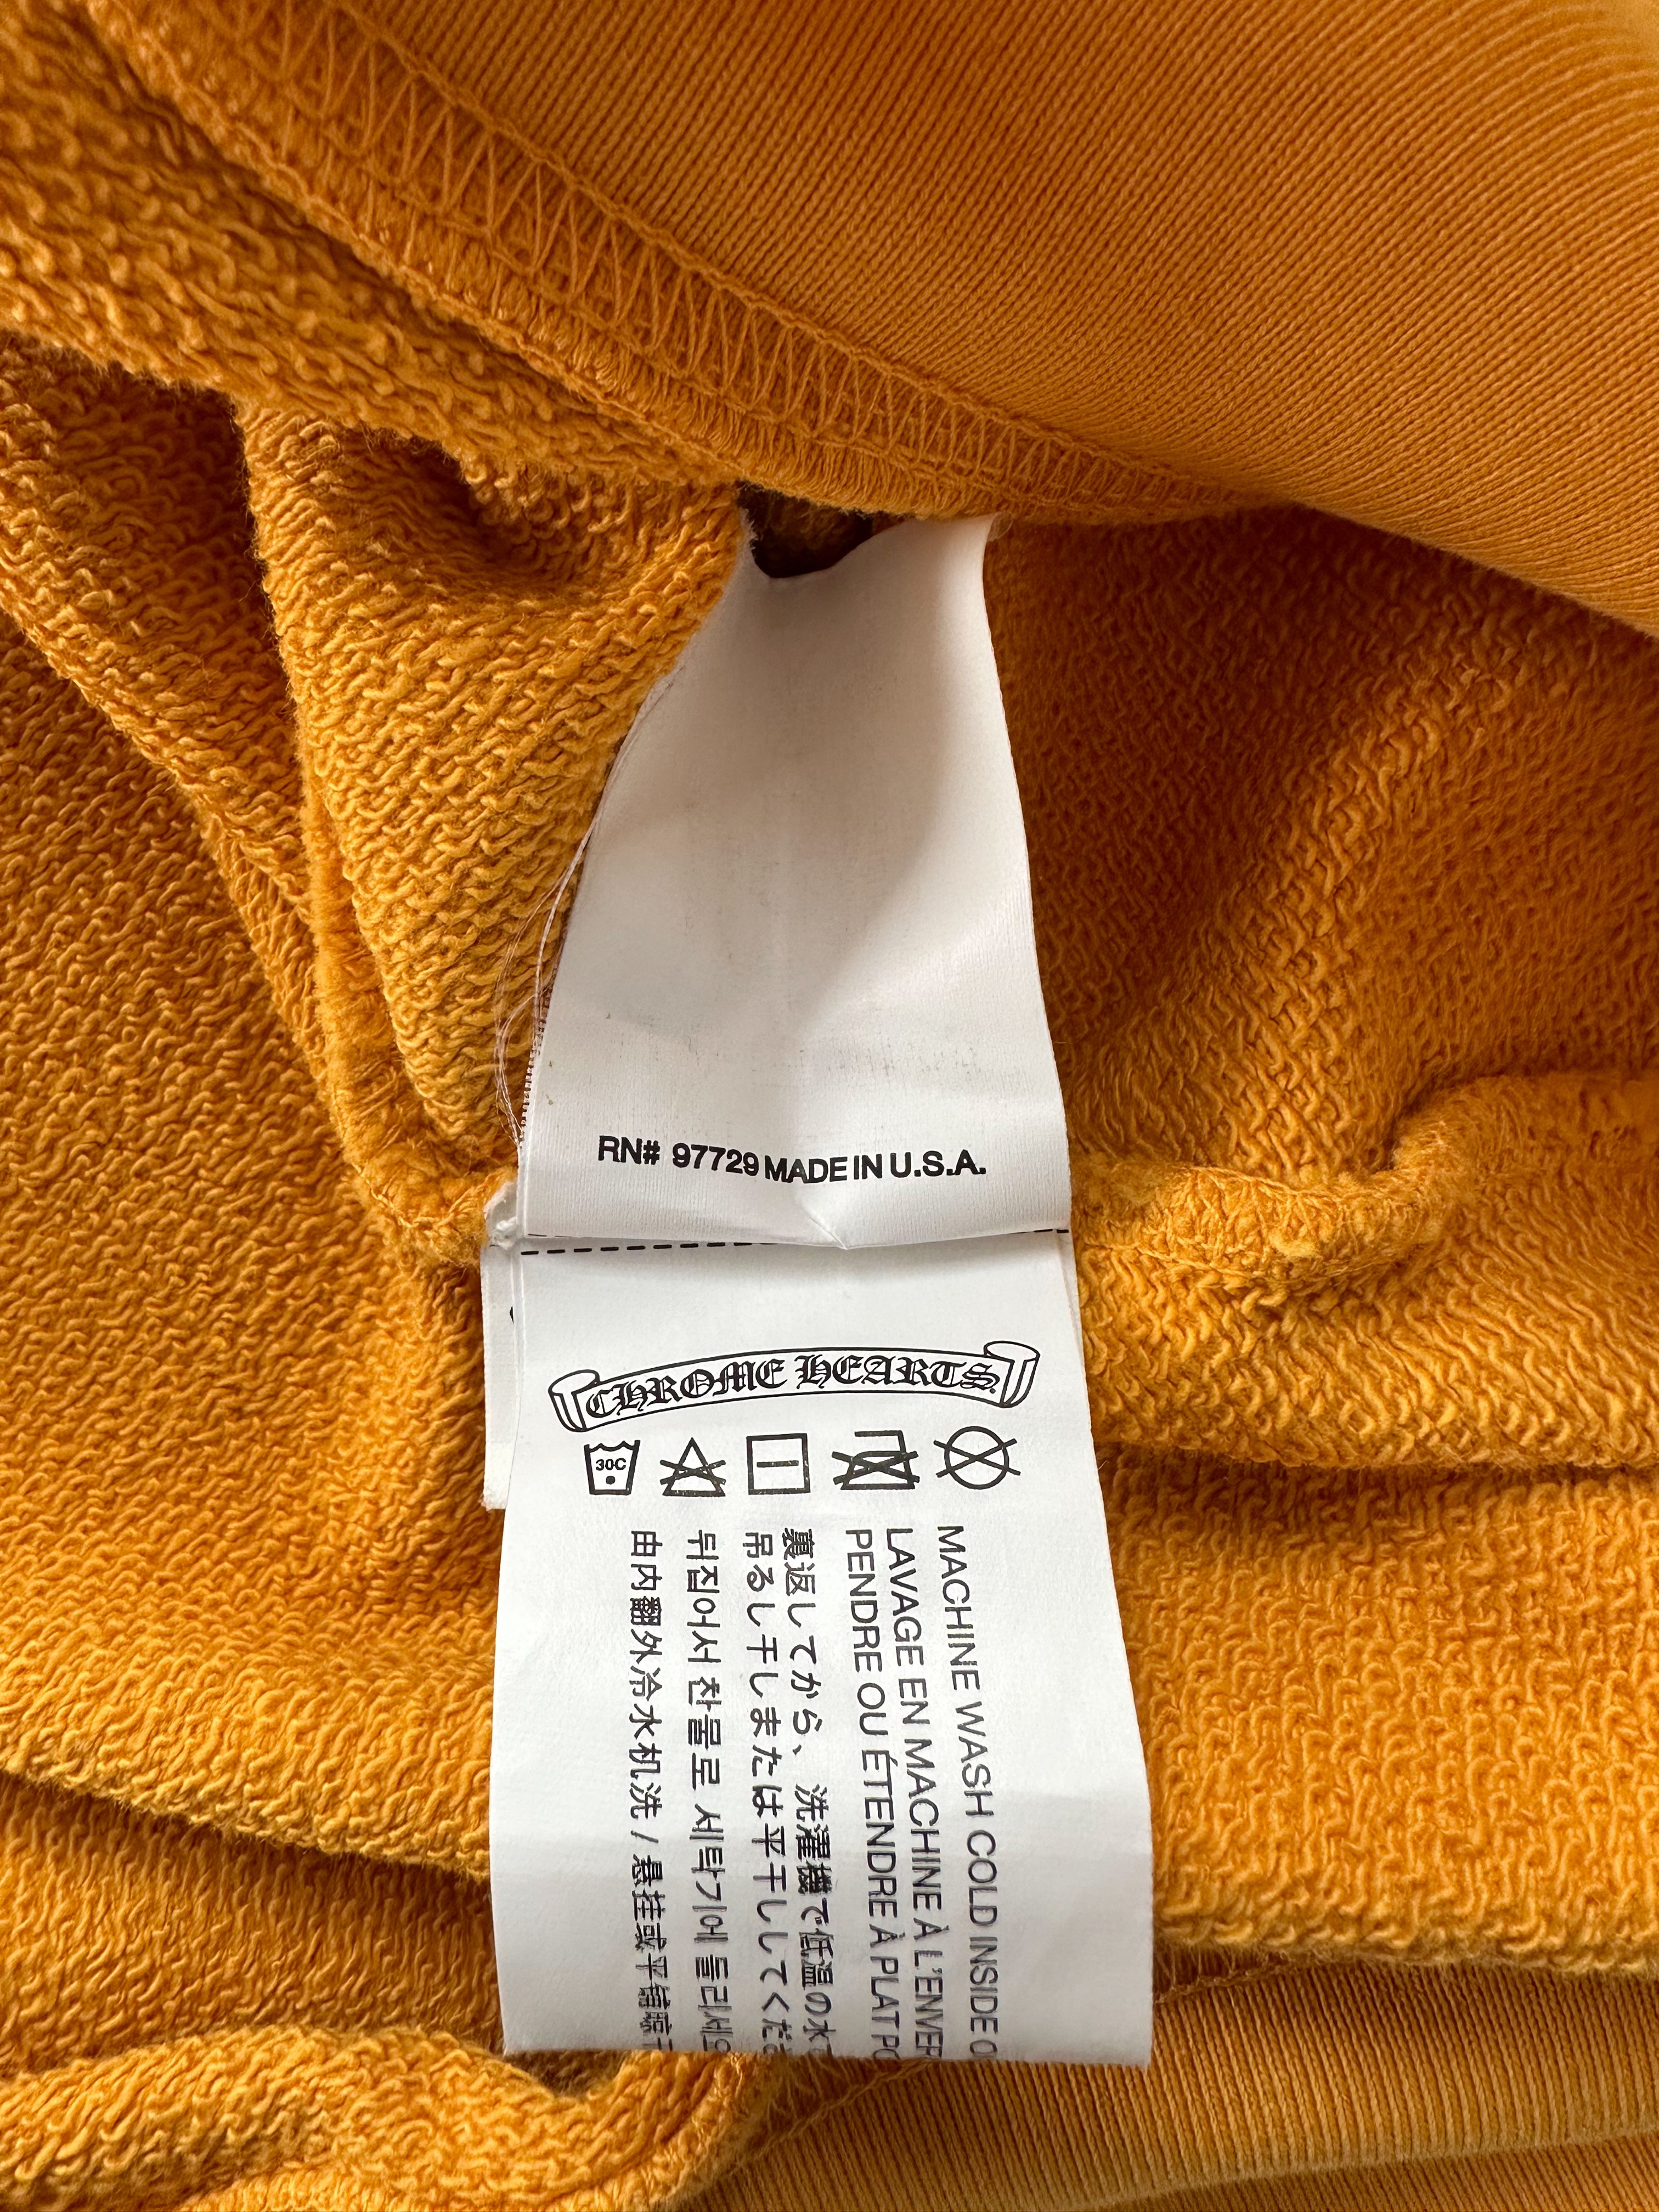 RN# 97729 MADE IN U.S.A.
CHROME HEARTS
30C
MACHINE WASH COLD INSIDE
LAVAGE EN MACHINE À L'ENVER
PENDRE OU ÉTENDRE À PLAT
裏返してから、洗濯機で低温の水
吊るし干しまたは平干ししてくだ
뒤집어서 찬물로 세탁기에 돌리세요
由内翻外冷水机洗 / 悬挂或平铺晾干